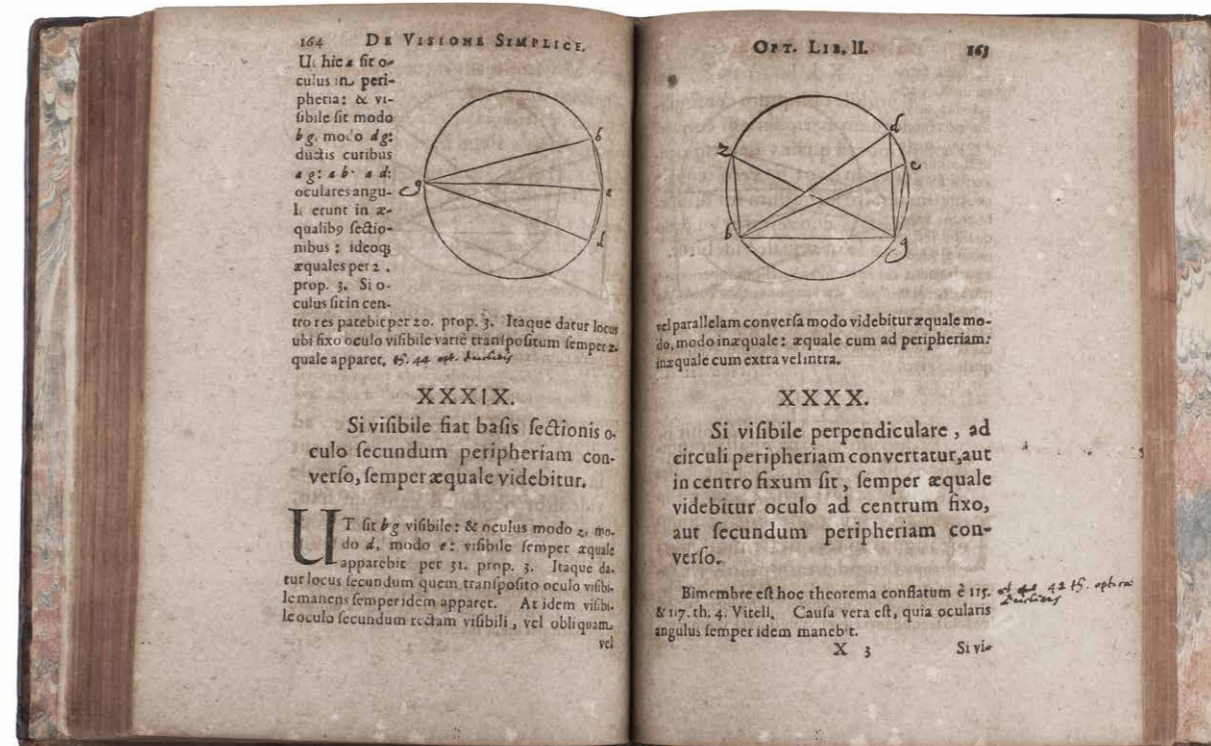 164 DE VISIONE SIMPLICE.
Ut hic a sit o-
culus in peri-
pheria: & vi-
sibile sit modo
bg, modo dg:
ductis curibus
ag: ab: ad:
oculares angu-
li erunt in æ-
qualib9 sectio-
nibus: ideoq;
æquales per 2.
prop. 3. Si o-
culus sit in cen-
tro res patebit per 20. prop. 3. Itaque datur locus
ubi fixo oculo visibile variè transpositum semper æ-
quale apparet. th. 44 opt. Euclidis
b
g
a
d
XXXIX.
Si visibile fiat basis sectionis o-
culo secundum peripheriam con-
verso, semper æquale videbitur.
UT sit bg visibile: & oculus modo z, mo-
do d, modo e: visibile semper æquale
apparebit per 31. prop. 3. Itaque da-
tur locus secundum quem transposito oculo visibi-
le manens semper idem apparet. At idem visibi-
le oculo secundum rectam visibili, vel obliquam,
vel
OPT. LIB. II. 165
d
z
e
b
g
vel parallelam conversa modo videbitur æquale mo-
do, modo inæquale: æquale cum ad peripheriam:
inæquale cum extra vel intra.
XXXX.
Si visibile perpendiculare, ad
circuli peripheriam convertatur, aut
in centro fixum sit, semper æquale
videbitur oculo ad centrum fixo,
aut secundum peripheriam con-
verso.
Bimembre est hoc theorema conflatum è 115.
& 117. th. 4. Vitell. Causa vera est, quia ocularis
angulus semper idem manebit.
42 th. Euclidis
X 3 Si vi-